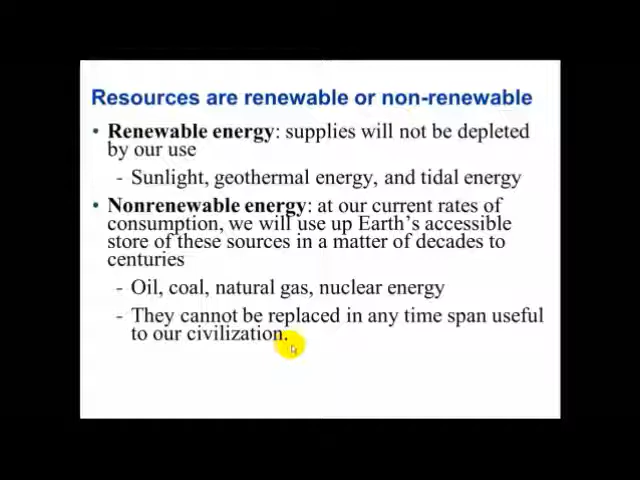 Resources are renewable or non-renewable
• Renewable energy: supplies will not be depleted
by our use
- Sunlight, geothermal energy, and tidal energy
• Nonrenewable energy: at our current rates of
consumption, we will use up Earth's accessible
store of these sources in a matter of decades to
centuries
- Oil, coal, natural gas, nuclear energy
- They cannot be replaced in any time span useful
to our civilization.